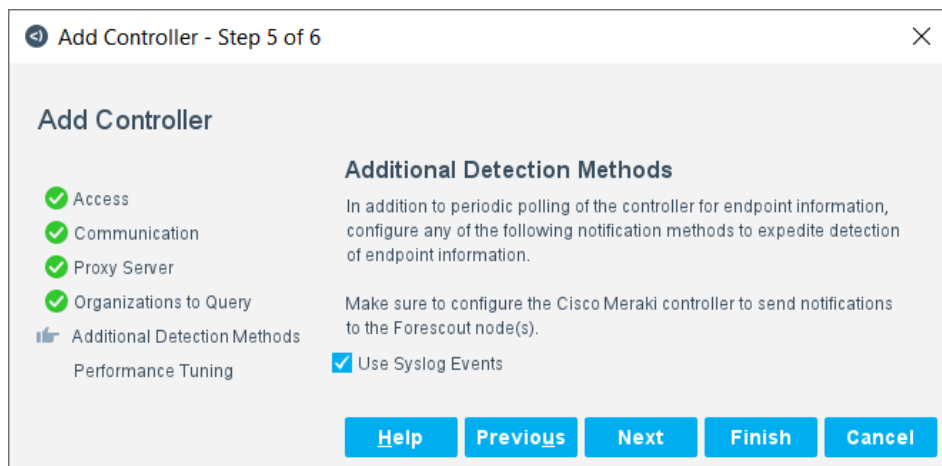 Add Controller - Step 5 of 6
Add Controller
Access
Communication
Proxy Server
Organizations to Query
Additional Detection Methods
Performance Tuning
Additional Detection Methods
In addition to periodic polling of the controller for endpoint information,
configure any of the following notification methods to expedite detection
of endpoint information.
Make sure to configure the Cisco Meraki controller to send notifications
to the Forescout node(s).
Use Syslog Events
Help Previous Next Finish Cancel